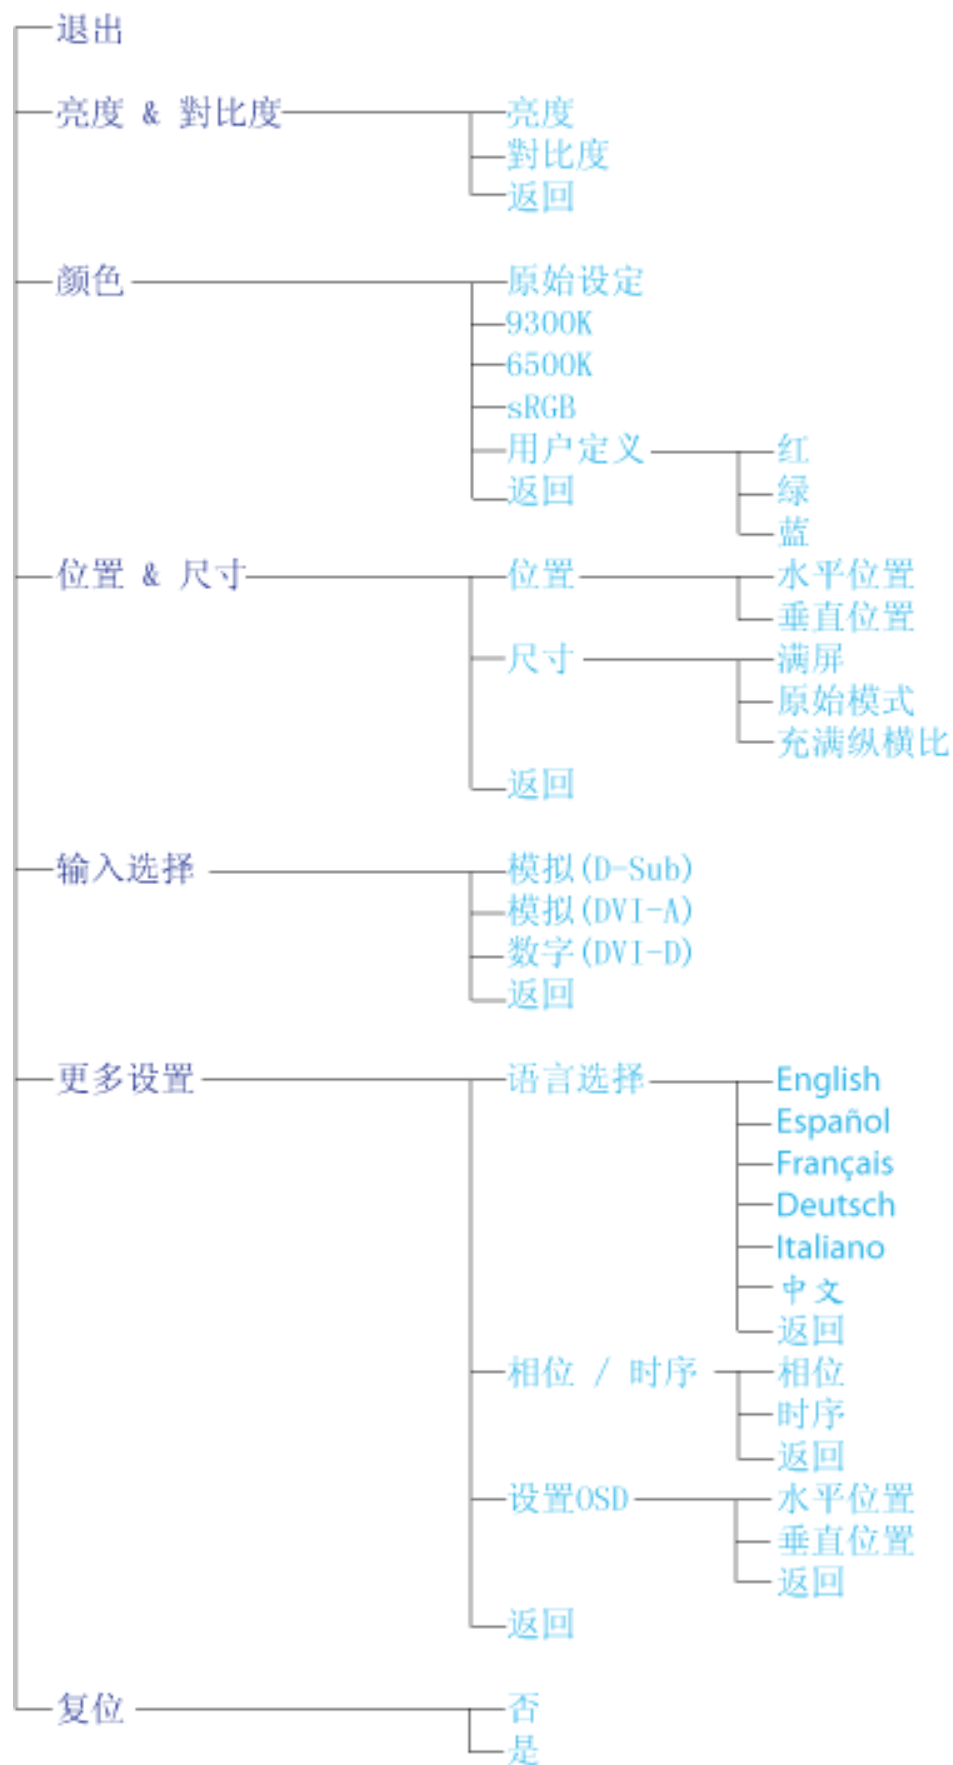 退出
亮度 & 對比度 亮度
對比度
返回
颜色 原始设定
9300K
6500K
sRGB
用户定义 红
返回 绿
蓝
位置 & 尺寸 位置 水平位置
垂直位置
尺寸 满屏
原始模式
充满纵横比
返回
输入选择 模拟(D-Sub)
模拟(DVI-A)
数字(DVI-D)
返回
更多设置 语言选择 English
Español
Français
Deutsch
Italiano
中文
返回
相位 / 时序 相位
时序
返回
设置OSD 水平位置
垂直位置
返回
返回
复位 否
是